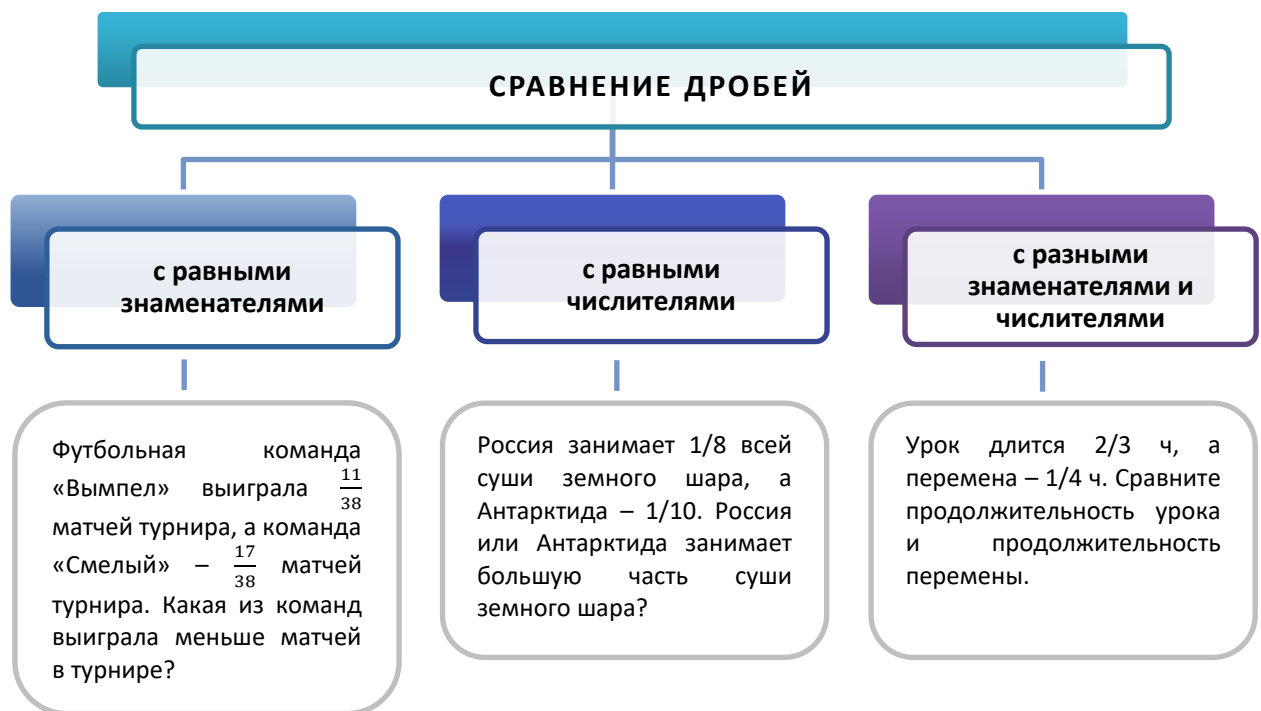 СРАВНЕНИЕ ДРОБЕЙ
с равными
знаменателями
с равными
числителями
с разными
знаменателями и
числителями
Футбольная команда
«Вымпел» выиграла 11/38
матчей турнира, а команда
«Смелый» – 17/38 матчей
турнира. Какая из команд
выиграла меньше матчей
в турнире?
Россия занимает 1/8 всей
суши земного шара, а
Антарктида – 1/10. Россия
или Антарктида занимает
большую часть суши
земного шара?
Урок длится 2/3 ч, а
перемена – 1/4 ч. Сравните
продолжительность урока
и продолжительность
перемены.